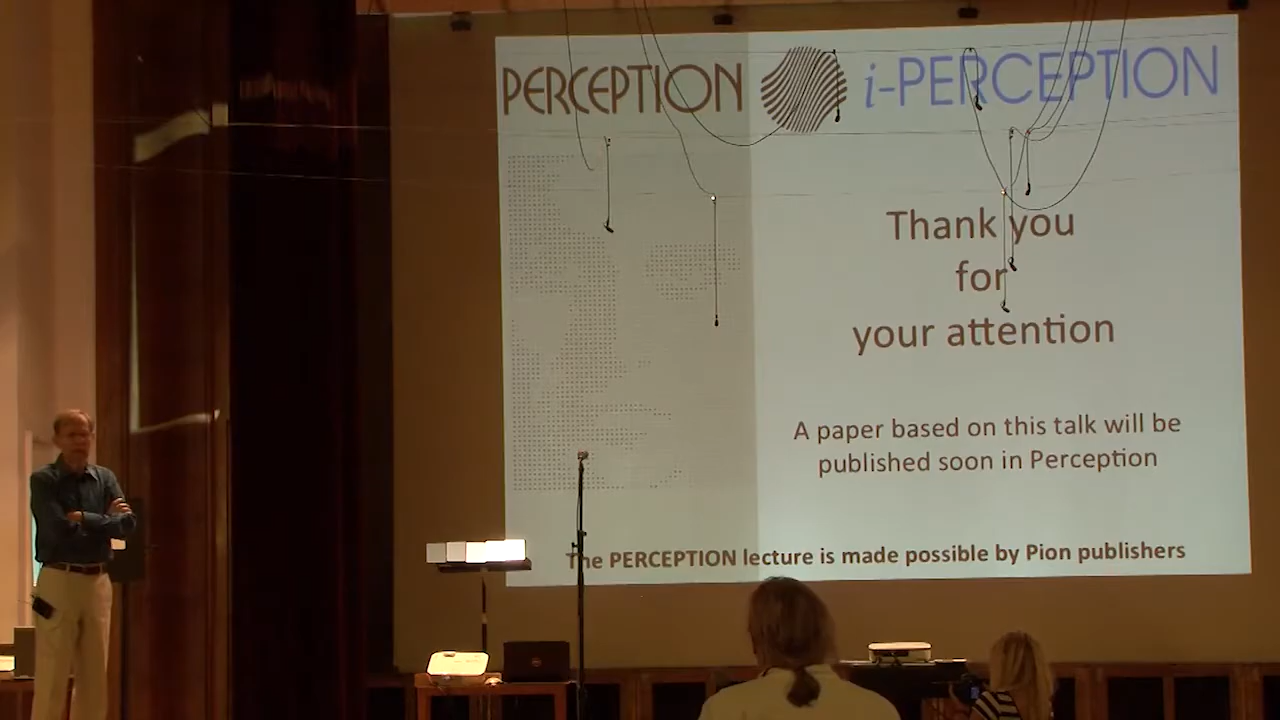 PERCEPTION i-PERCEPTION
Thank you
for
your attention
A paper based on this talk will be
published soon in Perception
The PERCEPTION lecture is made possible by Pion publishers